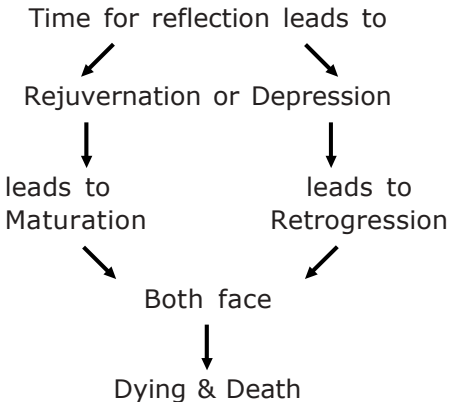 Time for reflection leads to
Rejuvernation or Depression
leads to leads to
Maturation Retrogression
Both face
Dying & Death